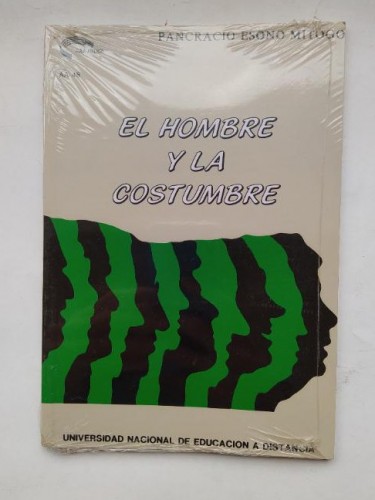 PANCRACIO ESONO MITOGO
EL HOMBRE
Y LA
COSTUMBRE
UNIVERSIDAD NACIONAL DE EDUCACION A DISTANCIA